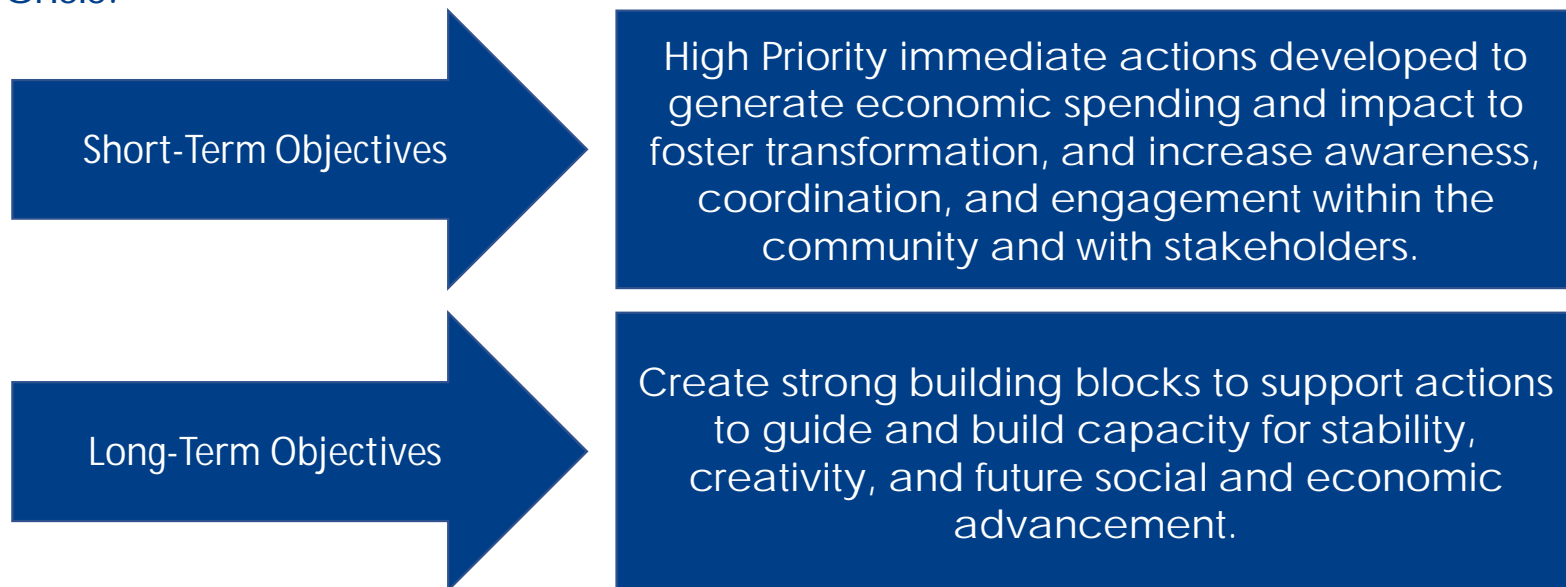 Short-Term Objectives
High Priority immediate actions developed to
generate economic spending and impact to
foster transformation, and increase awareness,
coordination, and engagement within the
community and with stakeholders.
Long-Term Objectives
Create strong building blocks to support actions
to guide and build capacity for stability,
creativity, and future social and economic
advancement.